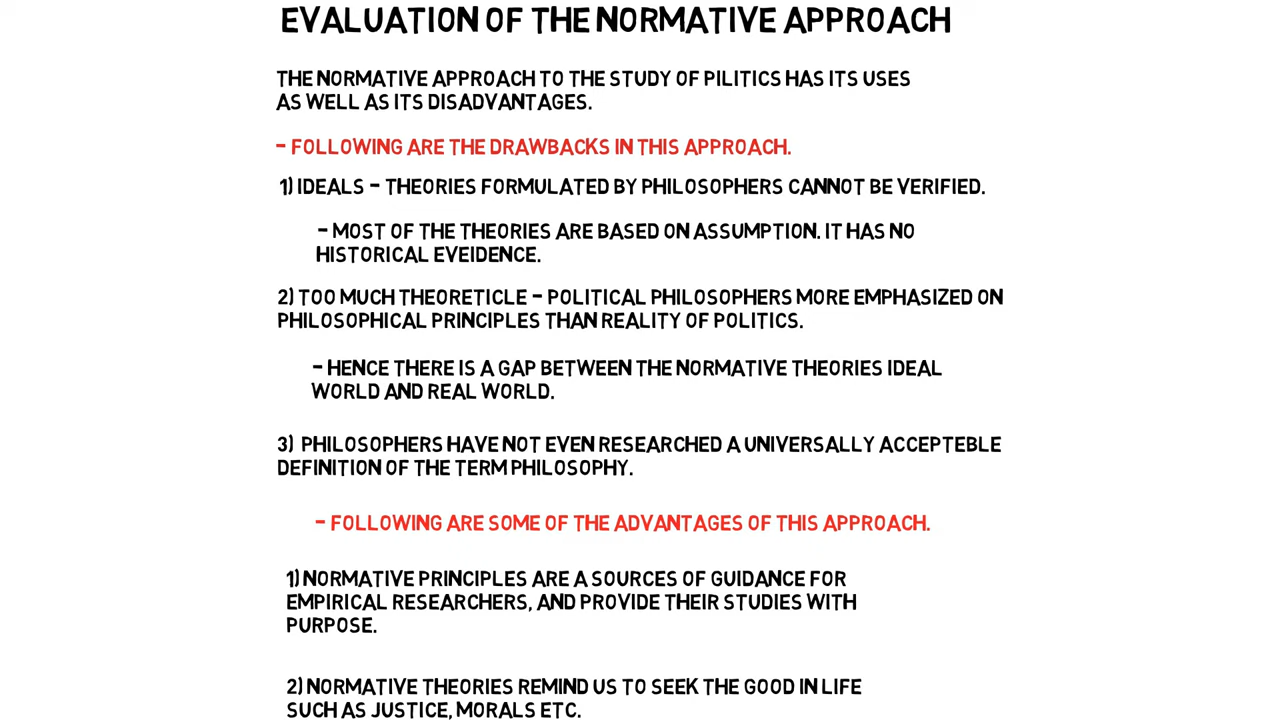 EVALUATION OF THE NORMATIVE APPROACH
THE NORMATIVE APPROACH TO THE STUDY OF PILITICS HAS ITS USES
AS WELL AS ITS DISADVANTAGES.
- FOLLOWING ARE THE DRAWBACKS IN THIS APPROACH.
1) IDEALS - THEORIES FORMULATED BY PHILOSOPHERS CANNOT BE VERIFIED.
- MOST OF THE THEORIES ARE BASED ON ASSUMPTION. IT HAS NO
HISTORICAL EVEIDENCE.
2) TOO MUCH THEORETICLE - POLITICAL PHILOSOPHERS MORE EMPHASIZED ON
PHILOSOPHICAL PRINCIPLES THAN REALITY OF POLITICS.
- HENCE THERE IS A GAP BETWEEN THE NORMATIVE THEORIES IDEAL
WORLD AND REAL WORLD.
3) PHILOSOPHERS HAVE NOT EVEN RESEARCHED A UNIVERSALLY ACCEPTEBLE
DEFINITION OF THE TERM PHILOSOPHY.
- FOLLOWING ARE SOME OF THE ADVANTAGES OF THIS APPROACH.
1) NORMATIVE PRINCIPLES ARE A SOURCES OF GUIDANCE FOR
EMPIRICAL RESEARCHERS, AND PROVIDE THEIR STUDIES WITH
PURPOSE.
2) NORMATIVE THEORIES REMIND US TO SEEK THE GOOD IN LIFE
SUCH AS JUSTICE, MORALS ETC.